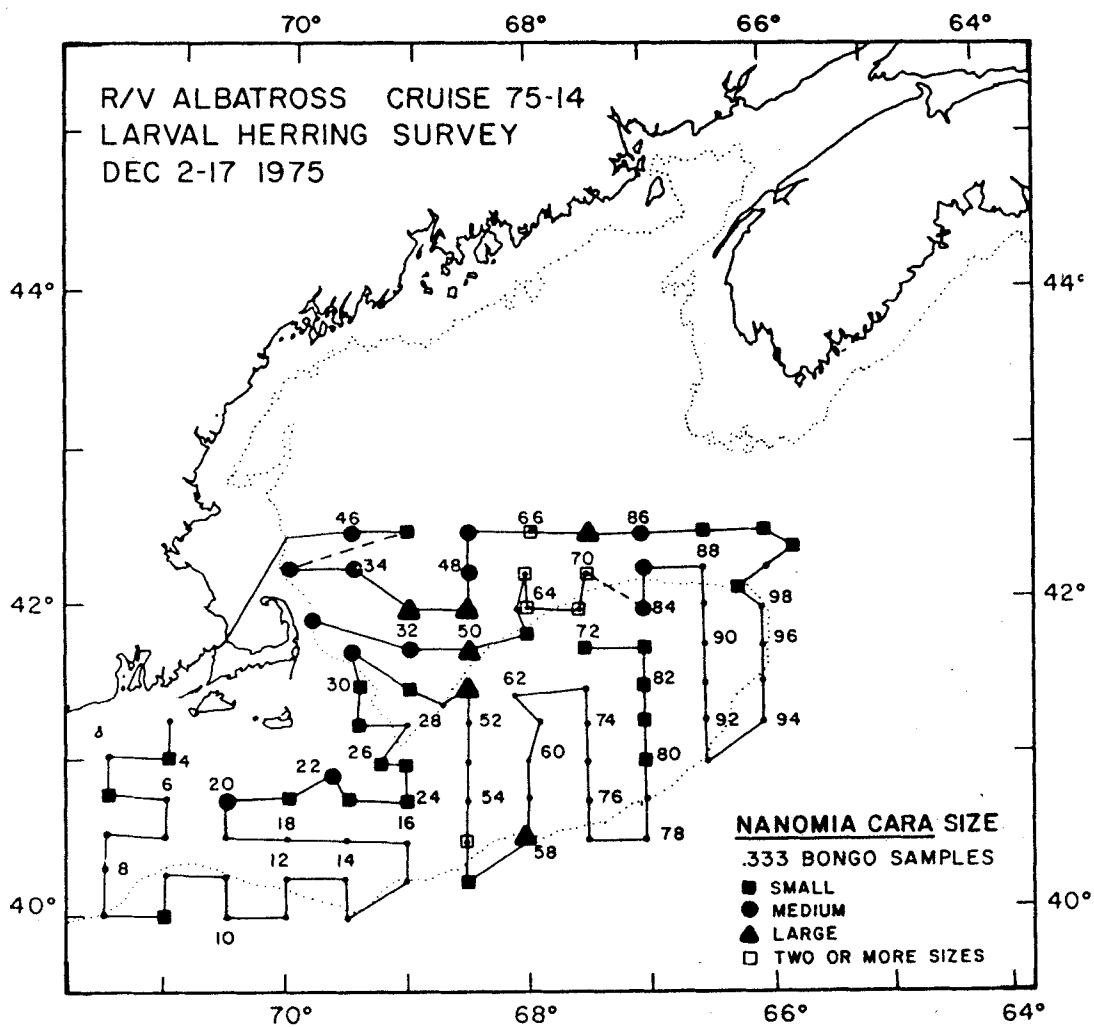 70° 68° 66° 64°
R/V ALBATROSS CRUISE 75-14
LARVAL HERRING SURVEY
DEC 2-17 1975
44° 44°
46 66 86
34 48 70 88
42° 64 84 98 42°
32 50 72 90 96
30 82
62
28 52 74 92 94
4 26 60 80
6 20 22 24 54 76
18 16
58 78
8 12 14
10
NANOMIA CARA SIZE
.333 BONGO SAMPLES
SMALL
MEDIUM
LARGE
TWO OR MORE SIZES
40° 40°
70° 68° 66° 64°